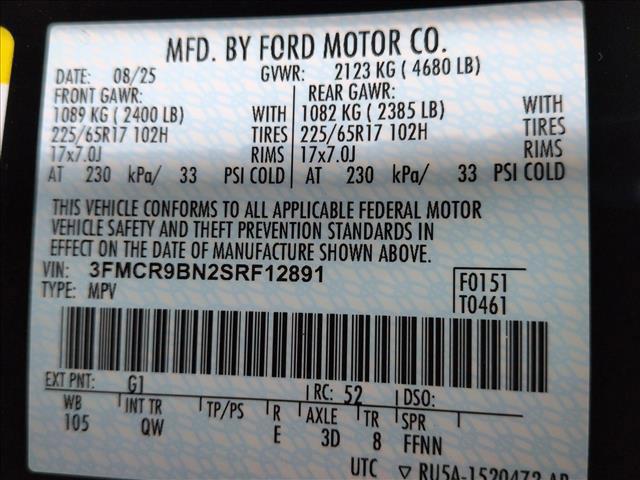 MFD. BY FORD MOTOR CO.
DATE: 08/25 GVWR: 2123 KG ( 4680 LB)
FRONT GAWR: REAR GAWR:
1089 KG ( 2400 LB) WITH 1082 KG ( 2385 LB) WITH
225/65R17 102H TIRES 225/65R17 102H TIRES
17x7.0J RIMS 17x7.0J RIMS
AT 230 kPa/ 33 PSI COLD AT 230 kPa/ 33 PSI COLD
THIS VEHICLE CONFORMS TO ALL APPLICABLE FEDERAL MOTOR
VEHICLE SAFETY AND THEFT PREVENTION STANDARDS IN
EFFECT ON THE DATE OF MANUFACTURE SHOWN ABOVE.
VIN: 3FMCR9BN2SRF12891 F0151
TYPE: MPV T0461
EXT PNT: G1 RC: 52 DSO:
WB INT TR TP/PS R AXLE TR SPR
105 QW E 3D 8 FFNN
UTC ▽ RU5A-1520472-